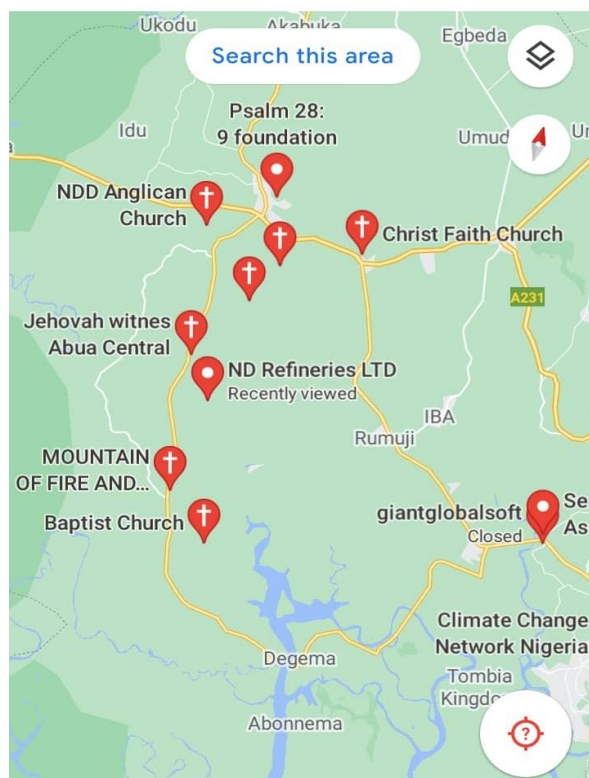 Ukodu
Akabuka
Egbeda
Search this area
Psalm 28:
9 foundation
Idu
Umud
NDD Anglican
Church
Christ Faith Church
A231
Jehovah witnes
Abua Central
ND Refineries LTD
Recently viewed
IBA
Rumuji
MOUNTAIN
OF FIRE AND...
giantglobalsoft
Closed
Se
As
Baptist Church
Climate Change
Network Nigeria
Degema
Tombia
Kingdo
Abonnema
?